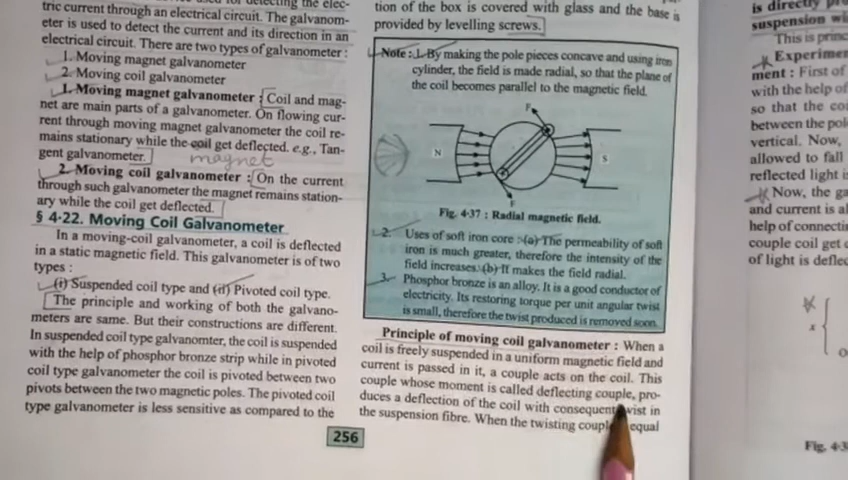 tric current through an electrical circuit. The galvanom-
eter is used to detect the current and its direction in an
electrical circuit. There are two types of galvanometer :
1. Moving magnet galvanometer
2. Moving coil galvanometer
1. Moving magnet galvanometer : Coil and mag-
net are main parts of a galvanometer. On flowing cur-
rent through moving magnet galvanometer the coil re-
mains stationary while the coil get deflected. e.g., Tan-
gent galvanometer.
magnet
2. Moving coil galvanometer : On the current
through such galvanometer the magnet remains station-
ary while the coil get deflected.
§ 4·22. Moving Coil Galvanometer
In a moving-coil galvanometer, a coil is deflected
in a static magnetic field. This galvanometer is of two
types :
(i) Suspended coil type and (ii) Pivoted coil type.
The principle and working of both the galvano-
meters are same. But their constructions are different.
In suspended coil type galvanomter, the coil is suspended
with the help of phosphor bronze strip while in pivoted
coil type galvanometer the coil is pivoted between two
pivots between the two magnetic poles. The pivoted coil
type galvanometer is less sensitive as compared to the
256
tion of the box is covered with glass and the base is
provided by levelling screws.
Note : 1. By making the pole pieces concave and using iron
cylinder, the field is made radial, so that the plane of
the coil becomes parallel to the magnetic field.
F
N
S
F
Fig. 4·37 : Radial magnetic field.
2. Uses of soft iron core :-(a) The permeability of soft
iron is much greater, therefore the intensity of the
field increases. (b) It makes the field radial.
3. Phosphor bronze is an alloy. It is a good conductor of
electricity. Its restoring torque per unit angular twist
is small, therefore the twist produced is removed soon.
Principle of moving coil galvanometer : When a
coil is freely suspended in a uniform magnetic field and
current is passed in it, a couple acts on the coil. This
couple whose moment is called deflecting couple, pro-
duces a deflection of the coil with consequent in
the suspension fibre. When the twisting equal
is directly
suspension
This is
Experimen
ment : First of
with the help of
so that the
between the
vertical. Now,
allowed to fall
reflected light
Now, the
and current is
help of
couple coil get
of light is
Fig.